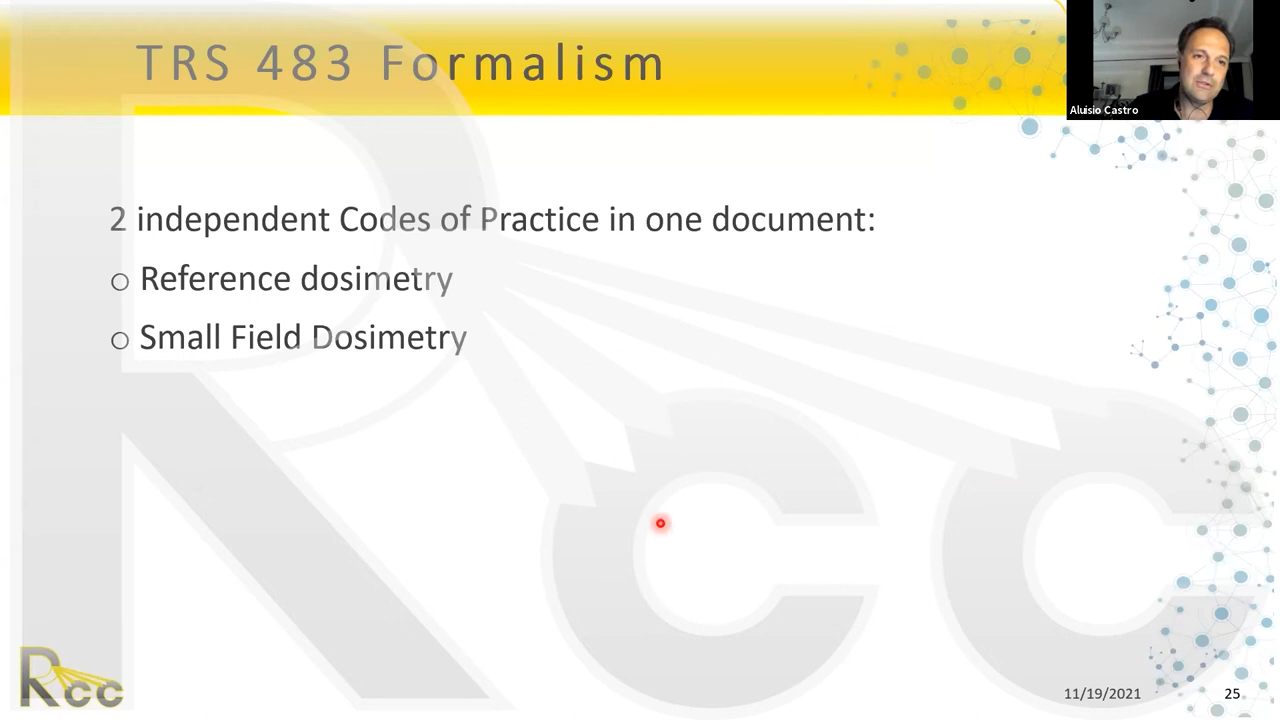 TRS 483 Formalism
Aluisio Castro
2 independent Codes of Practice in one document:
o Reference dosimetry
o Small Field Dosimetry
Rcc
Rcc
11/19/2021
25